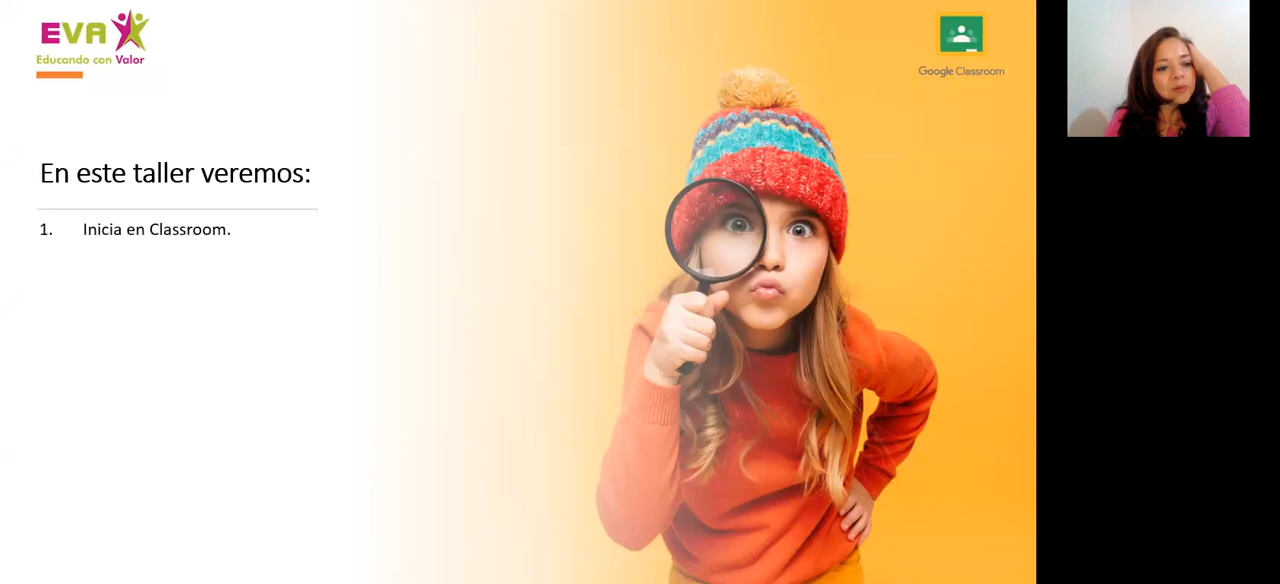 EVA
Educando con Valor
Google Classroom
En este taller veremos:
1. Inicia en Classroom.